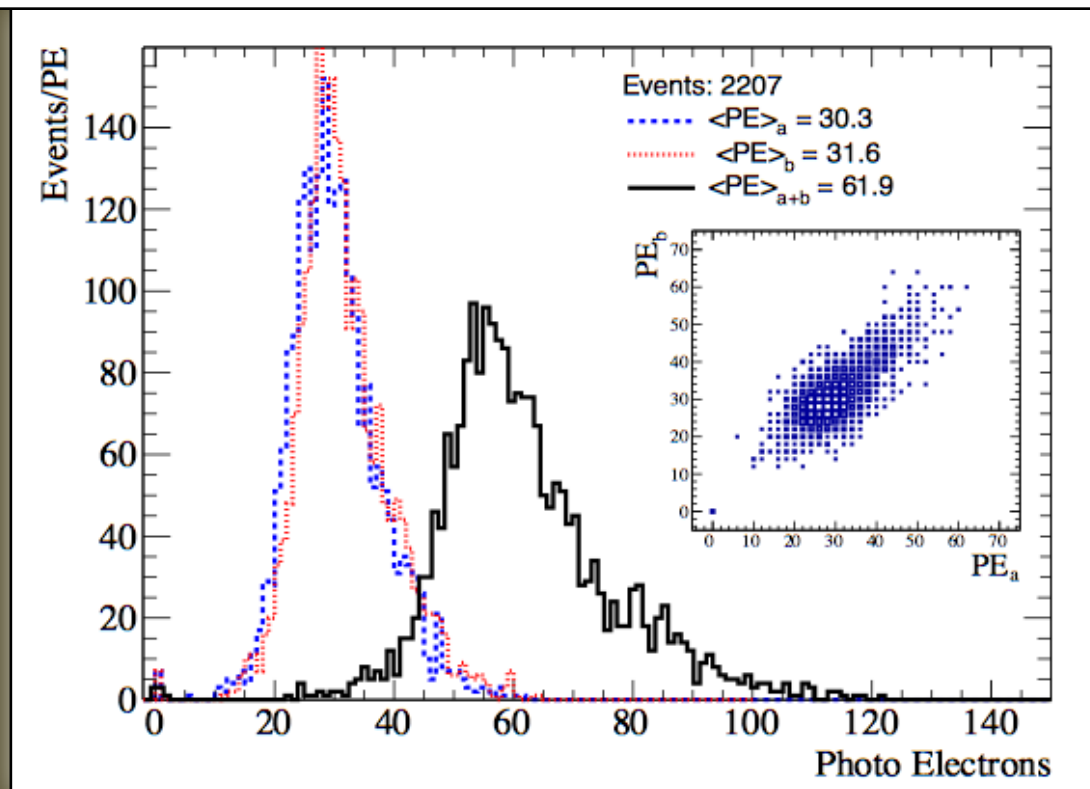 Events/PE
Events: 2207
<PE>a = 30.3
<PE>b = 31.6
<PE>a+b = 61.9
140
120
100
80
60
40
20
0
0 20 40 60 80 100 120 140
Photo Electrons
PEb
70
60
50
40
30
20
10
0
0 10 20 30 40 50 60 70
PEa